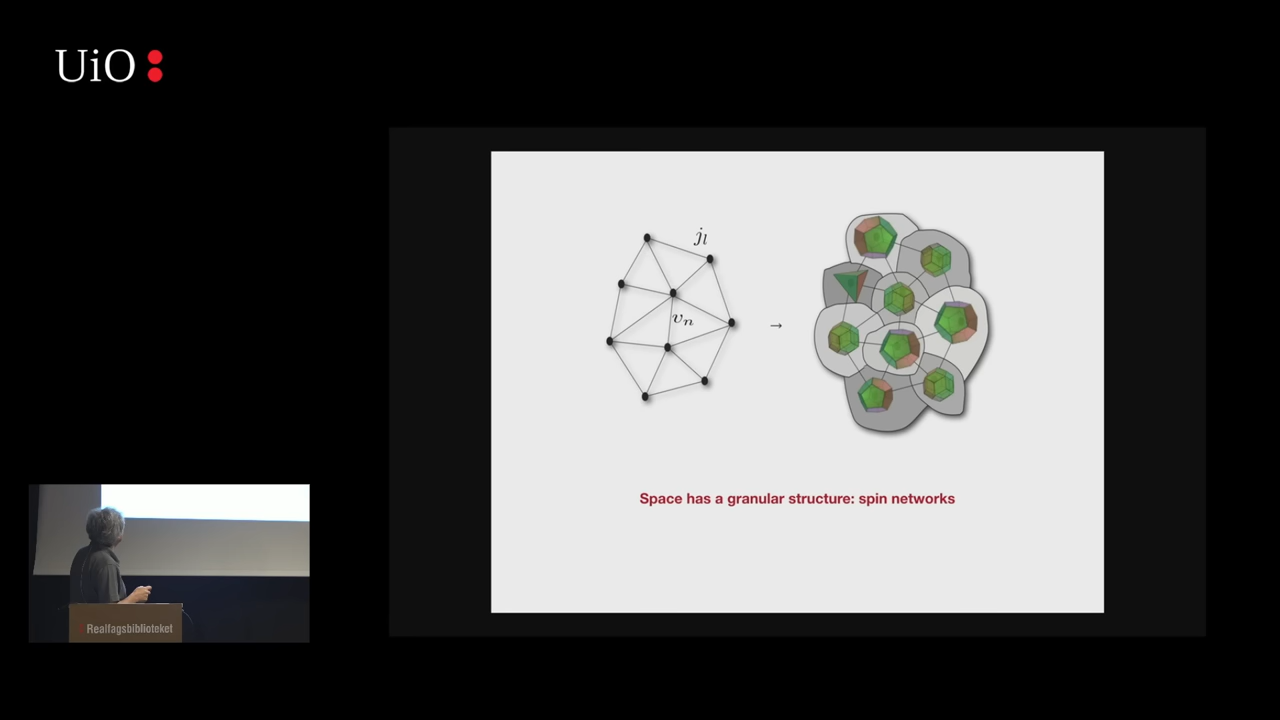 UiO:
j_l
v_n
→
Space has a granular structure: spin networks
Realfagsbiblioteket